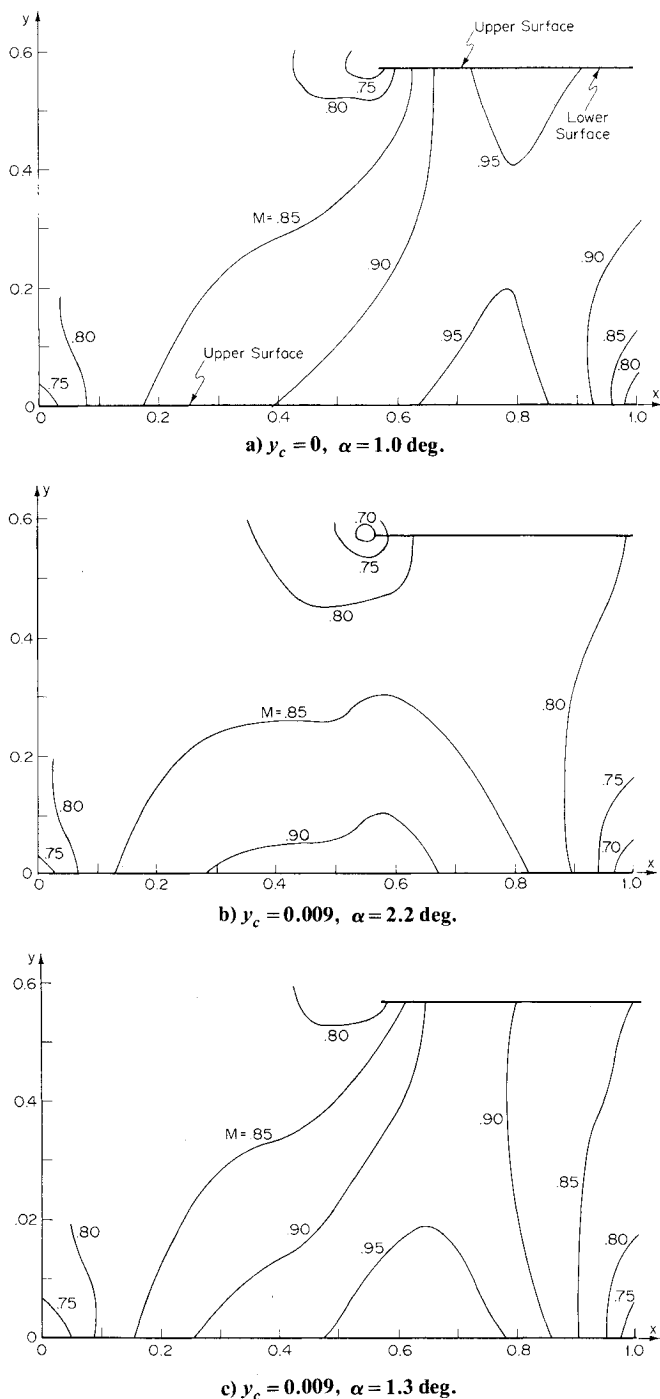 y
0.6
Upper Surface
.75
.80
Lower
Surface
.95
0.4
M=.85
.90
.90
0.2
.80
.95
.85
Upper Surface
.80
.75
0
0 0.2 0.4 0.6 0.8 1.0 x
a) y_c = 0, α = 1.0 deg.
y
0.6
.70
.75
.80
0.4
M=.85
.80
0.2
.80
.75
.90
.75
.70
0
0 0.2 0.4 0.6 0.8 1.0 x
b) y_c = 0.009, α = 2.2 deg.
y
0.6
.80
0.4
M=.85
.90
.85
.02
.80
.90
.95
.80
.75
.75
0
0 0.2 0.4 0.6 0.8 1.0 x
c) y_c = 0.009, α = 1.3 deg.